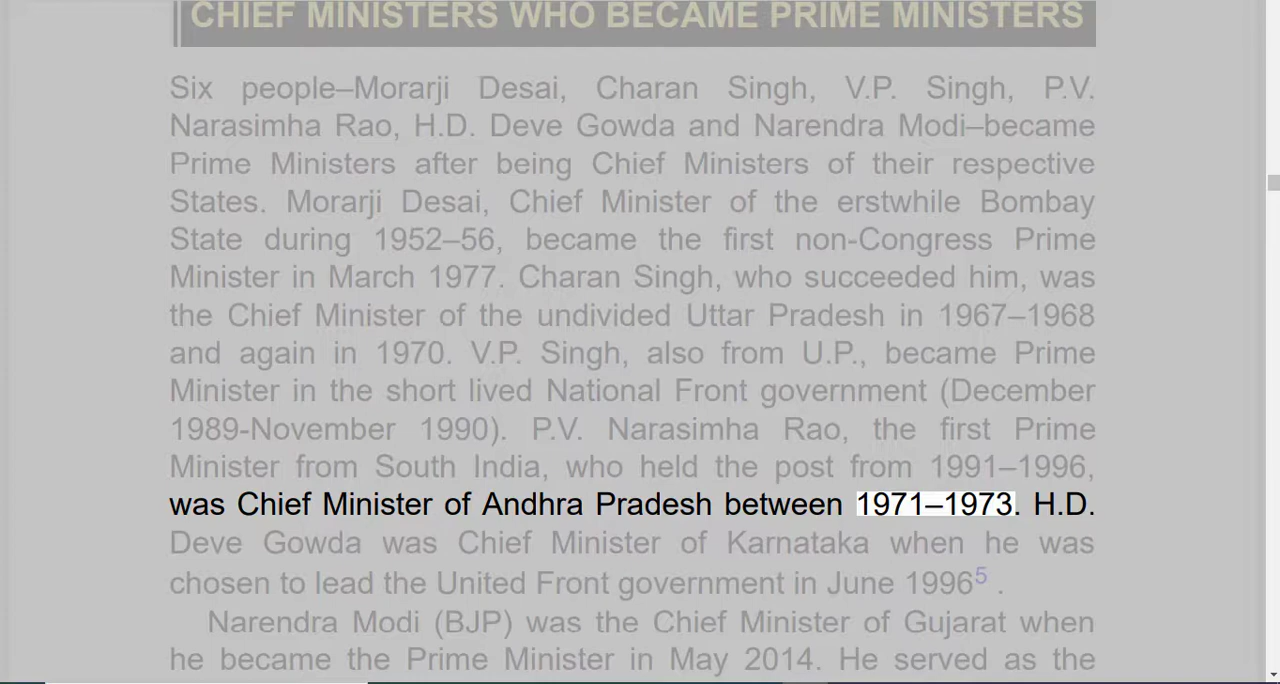 CHIEF MINISTERS WHO BECAME PRIME MINISTERS
Six people–Morarji Desai, Charan Singh, V.P. Singh, P.V.
Narasimha Rao, H.D. Deve Gowda and Narendra Modi–became
Prime Ministers after being Chief Ministers of their respective
States. Morarji Desai, Chief Minister of the erstwhile Bombay
State during 1952–56, became the first non-Congress Prime
Minister in March 1977. Charan Singh, who succeeded him, was
the Chief Minister of the undivided Uttar Pradesh in 1967–1968
and again in 1970. V.P. Singh, also from U.P., became Prime
Minister in the short lived National Front government (December
1989-November 1990). P.V. Narasimha Rao, the first Prime
Minister from South India, who held the post from 1991–1996,
was Chief Minister of Andhra Pradesh between 1971–1973. H.D.
Deve Gowda was Chief Minister of Karnataka when he was
chosen to lead the United Front government in June 1996⁵ .
Narendra Modi (BJP) was the Chief Minister of Gujarat when
he became the Prime Minister in May 2014. He served as the